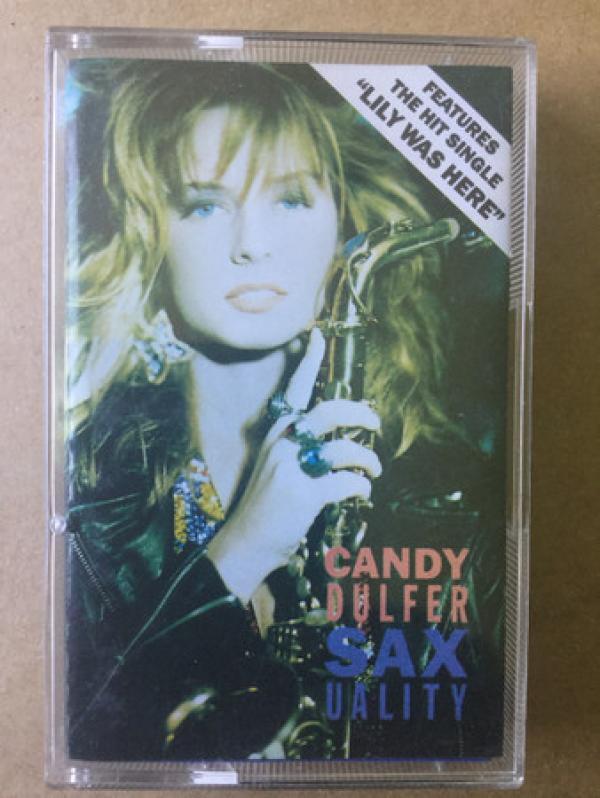 FEATURES
THE HIT SINGLE
"LILY WAS HERE"
CANDY
DULFER
SAX
UALITY